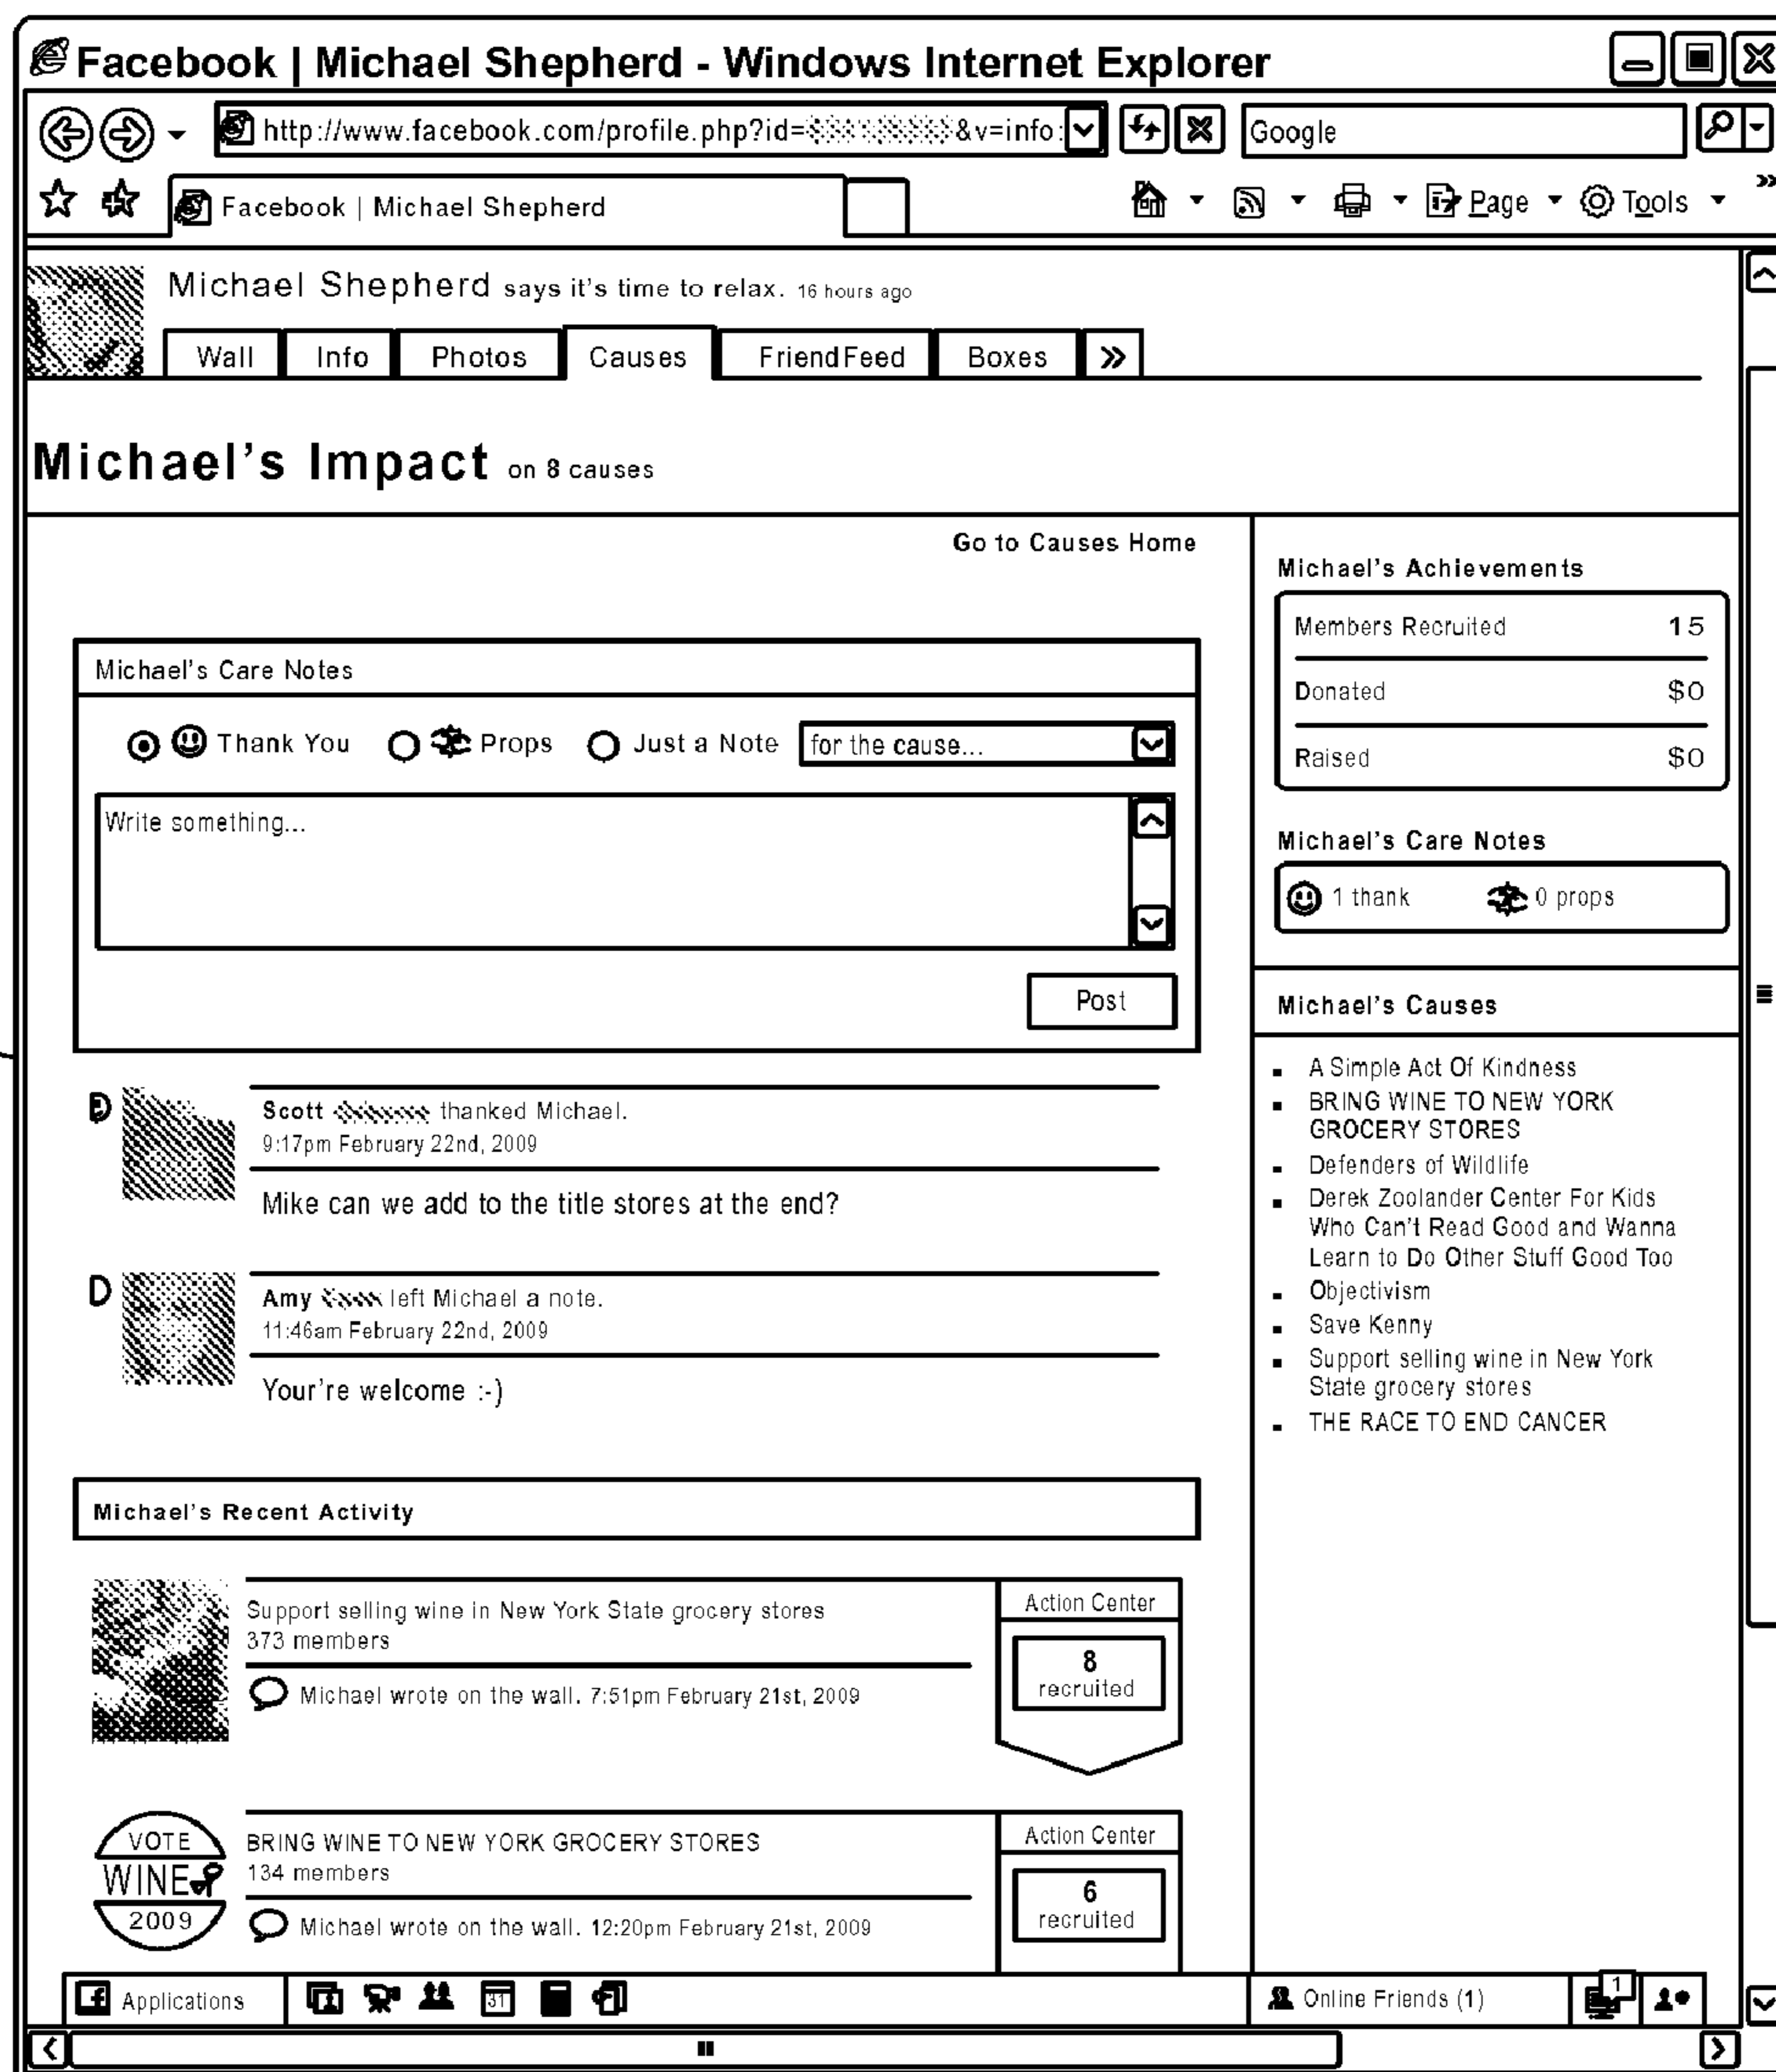 Facebook | Michael Shepherd - Windows Internet Explorer
http://www.facebook.com/profile.php?id= &v=info:
Google
Facebook | Michael Shepherd
Page
Tools
Michael Shepherd says it's time to relax. 16 hours ago
Wall
Info
Photos
Causes
FriendFeed
Boxes
»
Michael's Impact on 8 causes
Go to Causes Home
Michael's Care Notes
Thank You
Props
Just a Note
for the cause...
Write something...
Post
Scott thanked Michael.
9:17pm February 22nd, 2009
Mike can we add to the title stores at the end?
Amy left Michael a note.
11:46am February 22nd, 2009
Your're welcome :-)
Michael's Recent Activity
Support selling wine in New York State grocery stores
373 members
Michael wrote on the wall. 7:51pm February 21st, 2009
Action Center
8
recruited
VOTE
WINE
2009
BRING WINE TO NEW YORK GROCERY STORES
134 members
Michael wrote on the wall. 12:20pm February 21st, 2009
Action Center
6
recruited
Michael's Achievements
Members Recruited 15
Donated $0
Raised $0
Michael's Care Notes
1 thank
0 props
Michael's Causes
A Simple Act Of Kindness
BRING WINE TO NEW YORK
GROCERY STORES
Defenders of Wildlife
Derek Zoolander Center For Kids
Who Can't Read Good and Wanna
Learn to Do Other Stuff Good Too
Objectivism
Save Kenny
Support selling wine in New York
State grocery stores
THE RACE TO END CANCER
Applications
31
Online Friends (1)
1